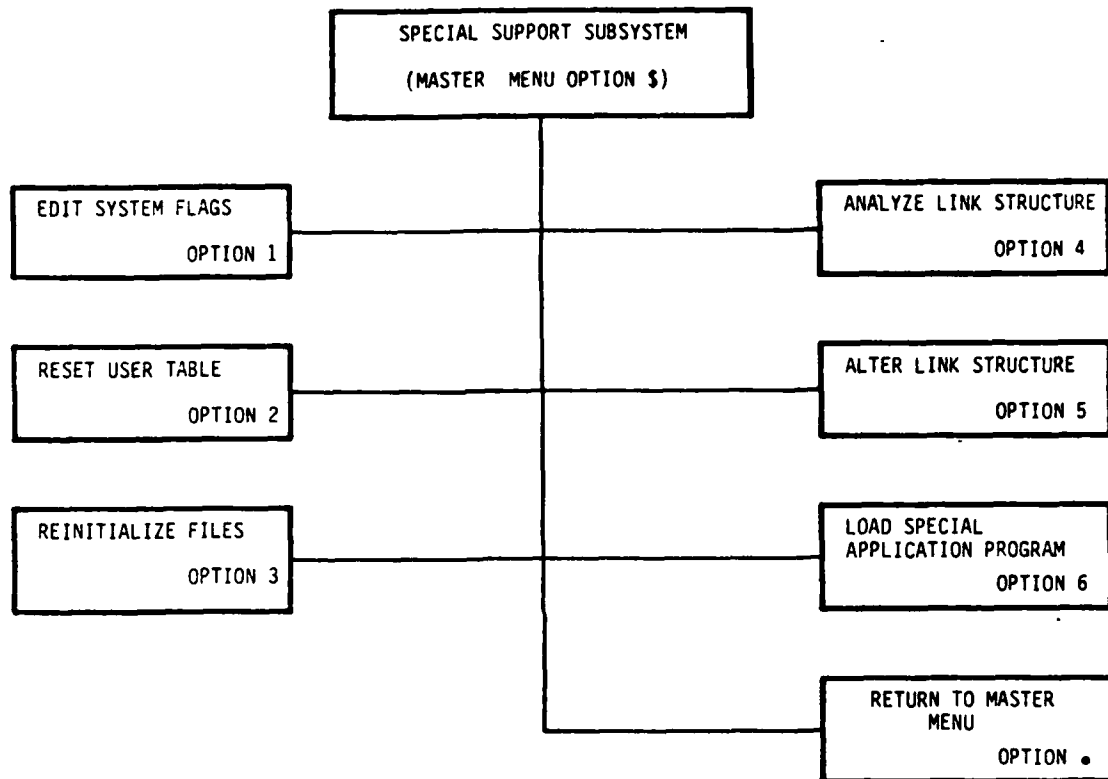 SPECIAL SUPPORT SUBSYSTEM
(MASTER MENU OPTION $)
EDIT SYSTEM FLAGS
OPTION 1
RESET USER TABLE
OPTION 2
REINITIALIZE FILES
OPTION 3
ANALYZE LINK STRUCTURE
OPTION 4
ALTER LINK STRUCTURE
OPTION 5
LOAD SPECIAL
APPLICATION PROGRAM
OPTION 6
RETURN TO MASTER
MENU
OPTION .